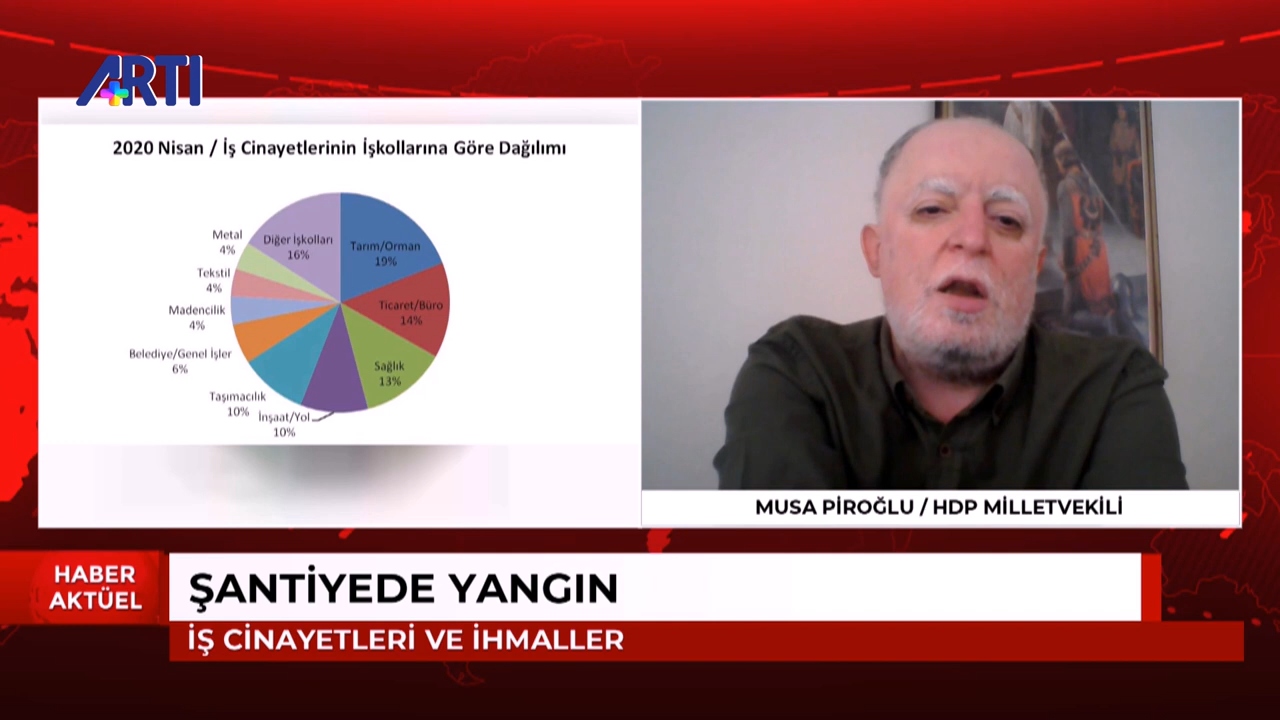 ARTI
2020 Nisan / İş Cinayetlerinin İşkollarına Göre Dağılımı
Diğer İşkolları
16%
Tarım/Orman
19%
Ticaret/Büro
14%
Sağlık
13%
İnşaat/Yol
10%
Taşımacılık
10%
Belediye/Genel İşler
6%
Madencilik
4%
Tekstil
4%
Metal
4%
MUSA PİROĞLU / HDP MİLLETVEKİLİ
HABER
AKTÜEL
ŞANTİYEDE YANGIN
İŞ CİNAYETLERİ VE İHMALLER